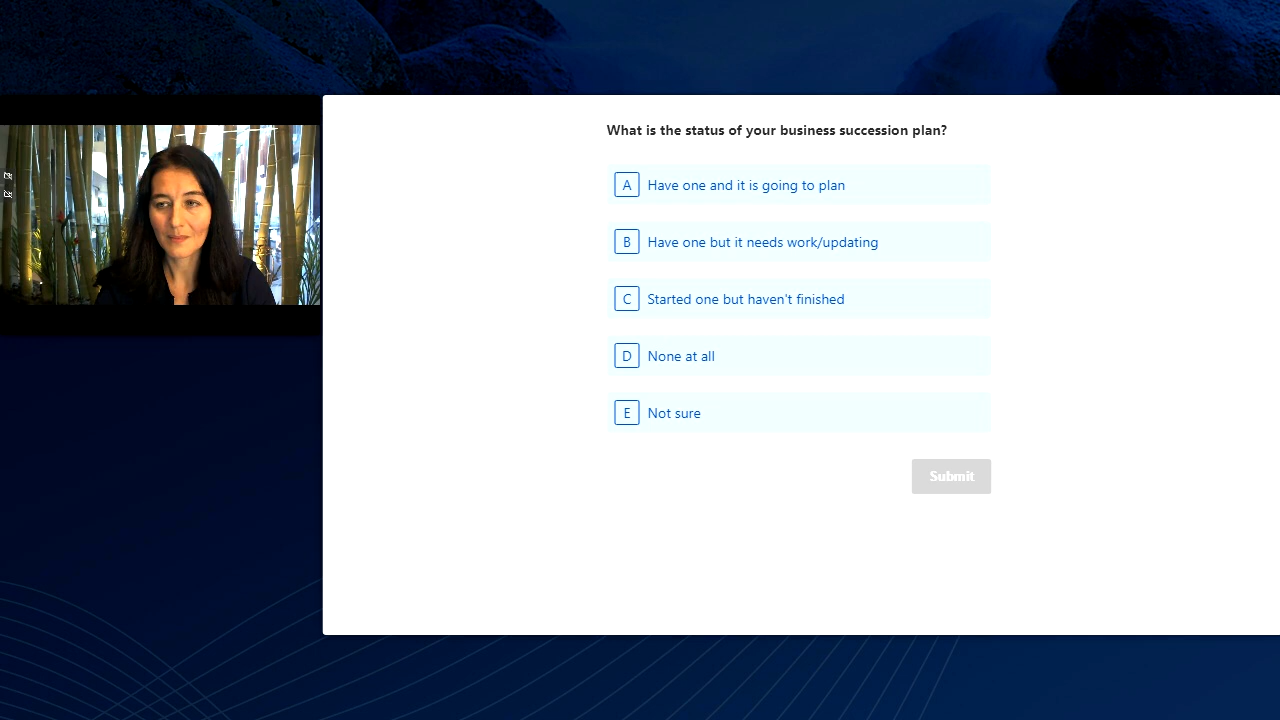 What is the status of your business succession plan?
A Have one and it is going to plan
B Have one but it needs work/updating
C Started one but haven't finished
D None at all
E Not sure
Submit